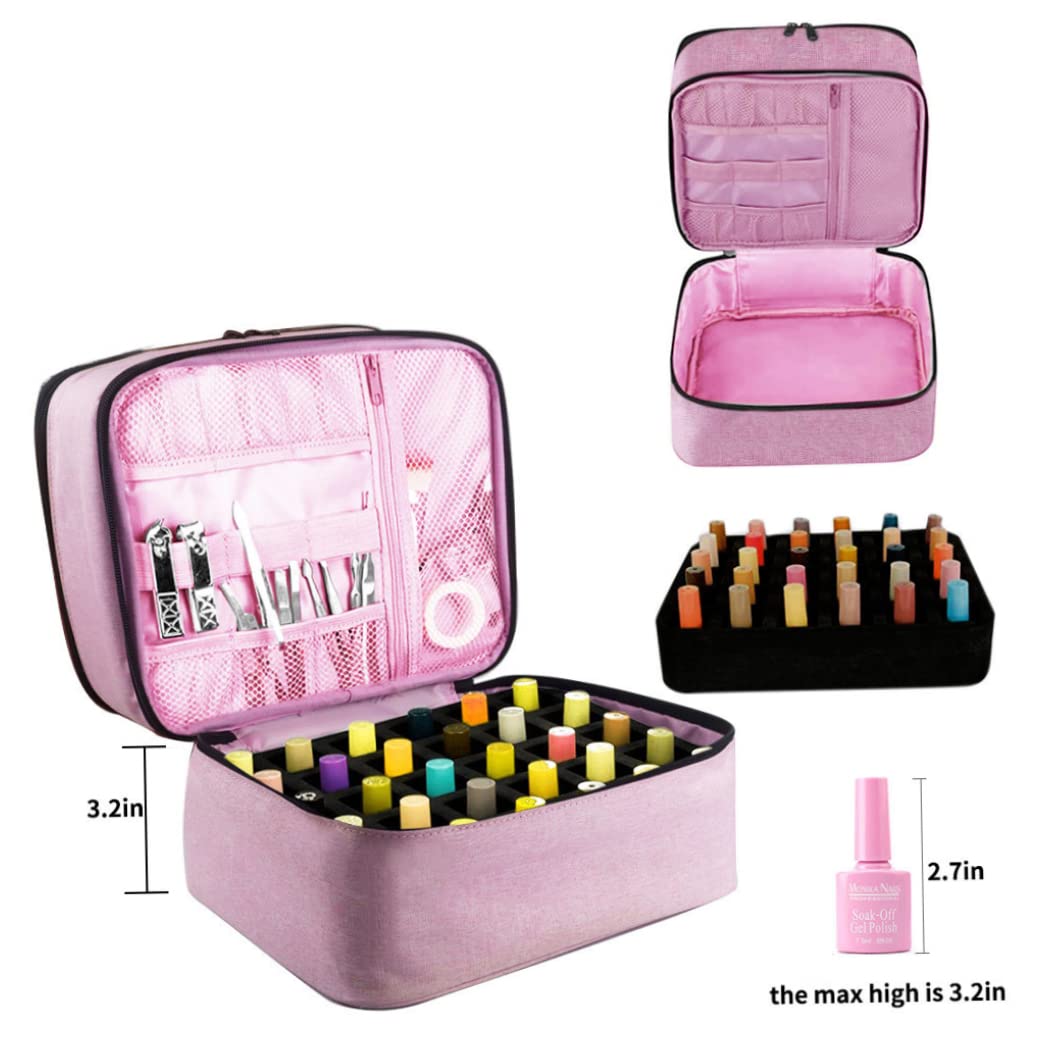 3.2in
2.7in
MONIKA NAILS
Soak-Off
Gel Polish
the max high is 3.2in